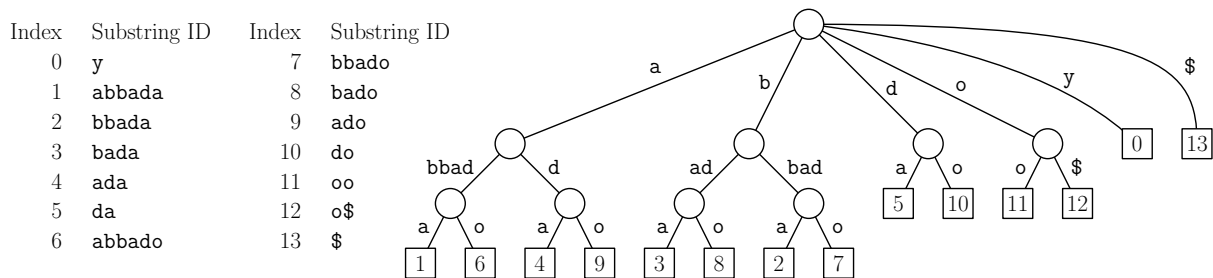 Index Substring ID Index Substring ID
0 y 7 bbado
1 abbada 8 bado
2 bbada 9 ado
3 bada 10 do
4 ada 11 oo
5 da 12 o$
6 abbado 13 $
a b d o y $
0 13
bbad d ad bad a o o $
5 10 11 12
a o a o a o a o
1 6 4 9 3 8 2 7